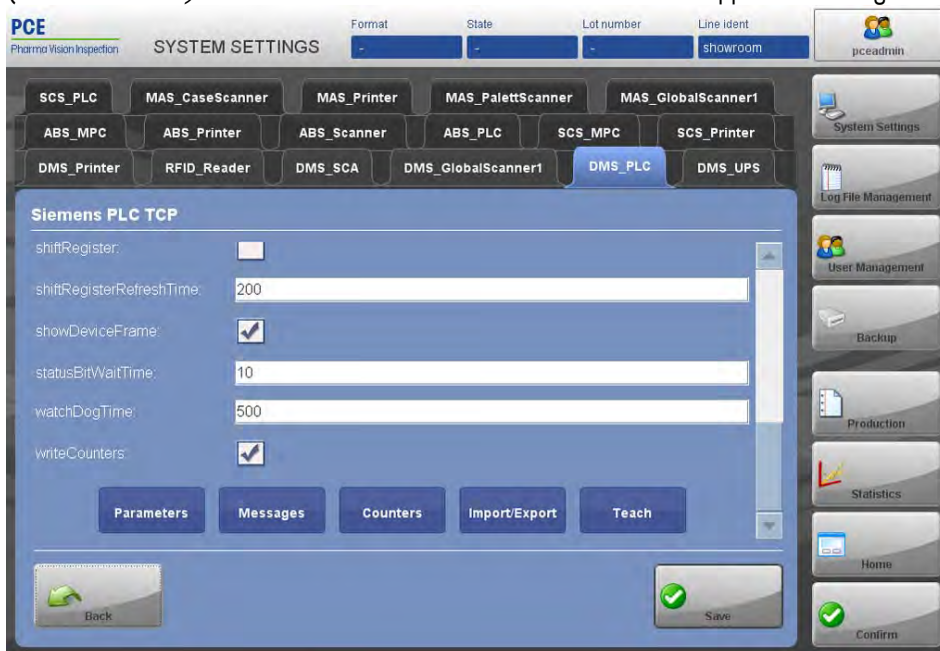 PCE
Pharma Vision Inspection
SYSTEM SETTINGS
Format State Lot number Line ident
- - - showroom
pceadmin
SCS_PLC MAS_CaseScanner MAS_Printer MAS_PalettScanner MAS_GlobalScanner1
ABS_MPC ABS_Printer ABS_Scanner ABS_PLC SCS_MPC SCS_Printer
DMS_Printer RFID_Reader DMS_SCA DMS_GlobalScanner1 DMS_PLC DMS_UPS
Siemens PLC TCP
shiftRegister:
shiftRegisterRefreshTime: 200
showDeviceFrame:
statusBitWaitTime: 10
watchDogTime: 500
writeCounters:
Parameters Messages Counters Import/Export Teach
Back Save
System Settings
Log File Management
User Management
Backup
Production
Statistics
Home
Confirm